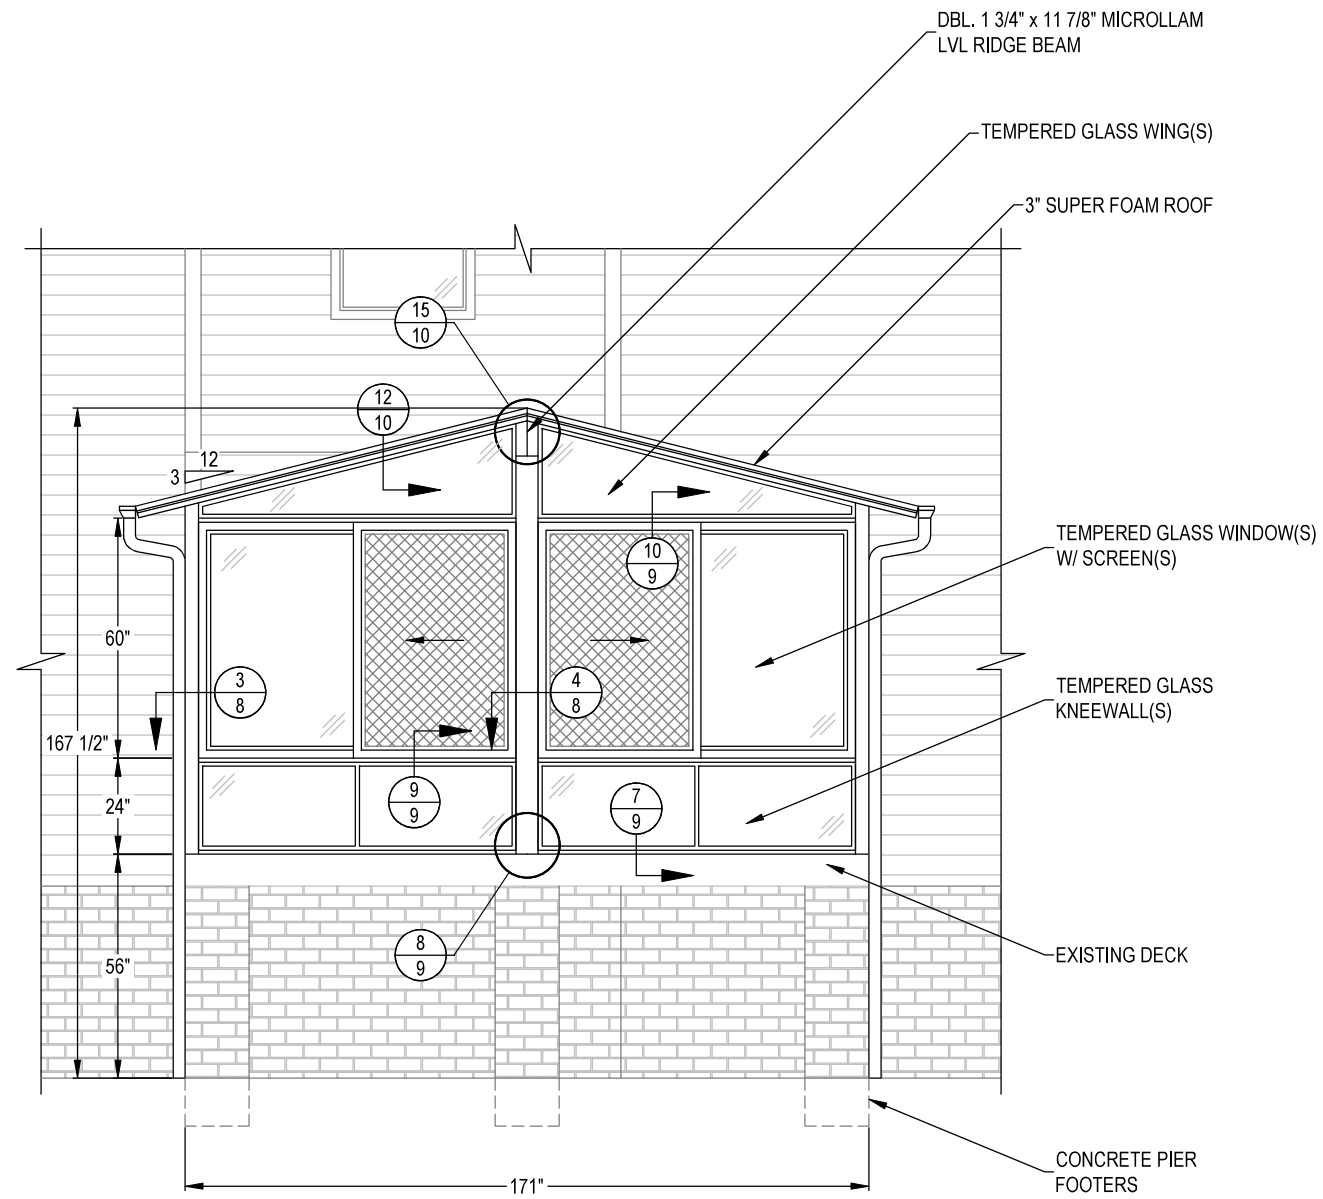 DBL. 1 3/4" x 11 7/8" MICROLLAM
LVL RIDGE BEAM
TEMPERED GLASS WING(S)
3" SUPER FOAM ROOF
15
10
12
10
12
3
10
9
TEMPERED GLASS WINDOW(S)
W/ SCREEN(S)
60"
3
8
4
8
TEMPERED GLASS
KNEEWALL(S)
167 1/2"
9
9
7
9
24"
8
9
EXISTING DECK
56"
CONCRETE PIER
FOOTERS
171"